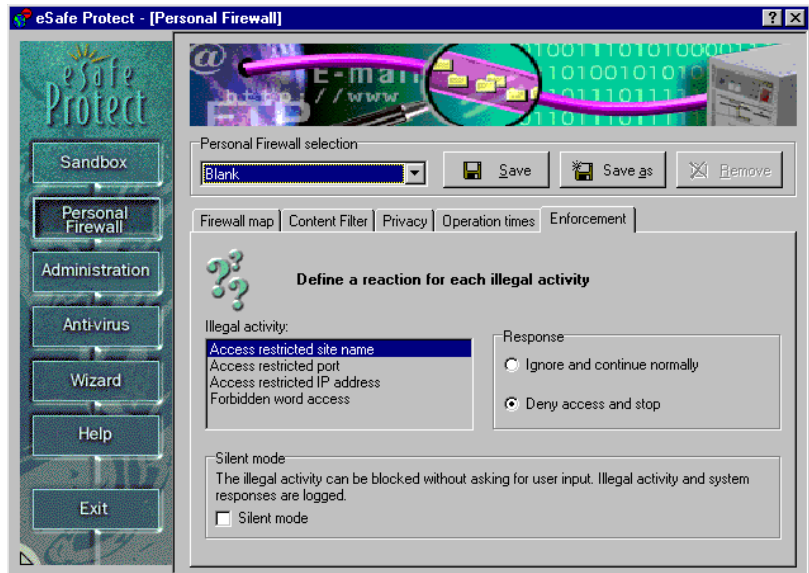 eSafe Protect - [Personal Firewall]
eSafe
Protect
Sandbox
Personal
Firewall
Administration
Anti-virus
Wizard
Help
Exit
@
E-mail
http://www
FTP
Personal Firewall selection
Blank
Save
Save as
Remove
Firewall map
Content Filter
Privacy
Operation times
Enforcement
Define a reaction for each illegal activity
Illegal activity:
Access restricted site name
Access restricted port
Access restricted IP address
Forbidden word access
Response
Ignore and continue normally
Deny access and stop
Silent mode
The illegal activity can be blocked without asking for user input. Illegal activity and system
responses are logged.
Silent mode